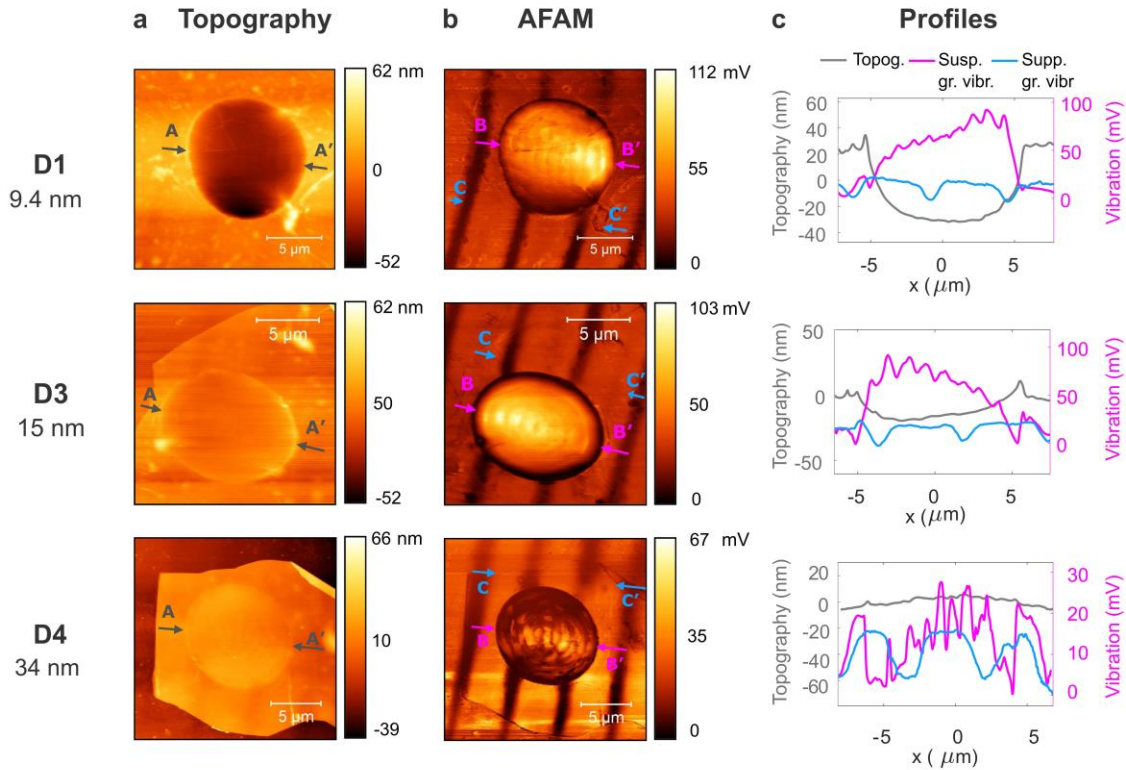 a Topography b AFAM c Profiles
Topog. Susp. gr. vibr. Supp. gr. vibr
D1
9.4 nm
A
A'
5 µm
62 nm
0
-52
B
B'
C
C'
5 µm
112 mV
55
0
Topography (nm)
60
40
20
0
-20
-40
-5 0 5
x ( µm)
100
50
0
Vibration (mV)
D3
15 nm
5 µm
A
A'
62 nm
50
-52
5 µm
C
C'
B
B'
103 mV
50
0
Topography (nm)
50
0
-50
-5 0 5
x ( µm)
100
50
0
Vibration (mV)
D4
34 nm
A
A'
5 µm
66 nm
10
-39
C
C'
B
B'
5 µm
67 mV
35
0
Topography (nm)
20
0
-20
-40
-60
-5 0 5
x ( µm)
30
20
10
0
Vibration (mV)